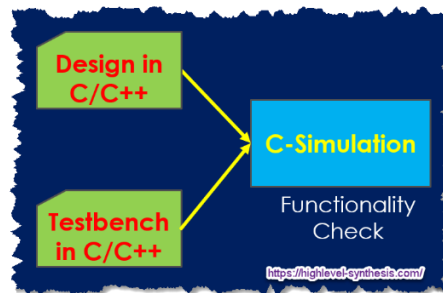 Design in
C/C++
C-Simulation
Functionality
Check
Testbench
in C/C++
https://highlevel-synthesis.com/